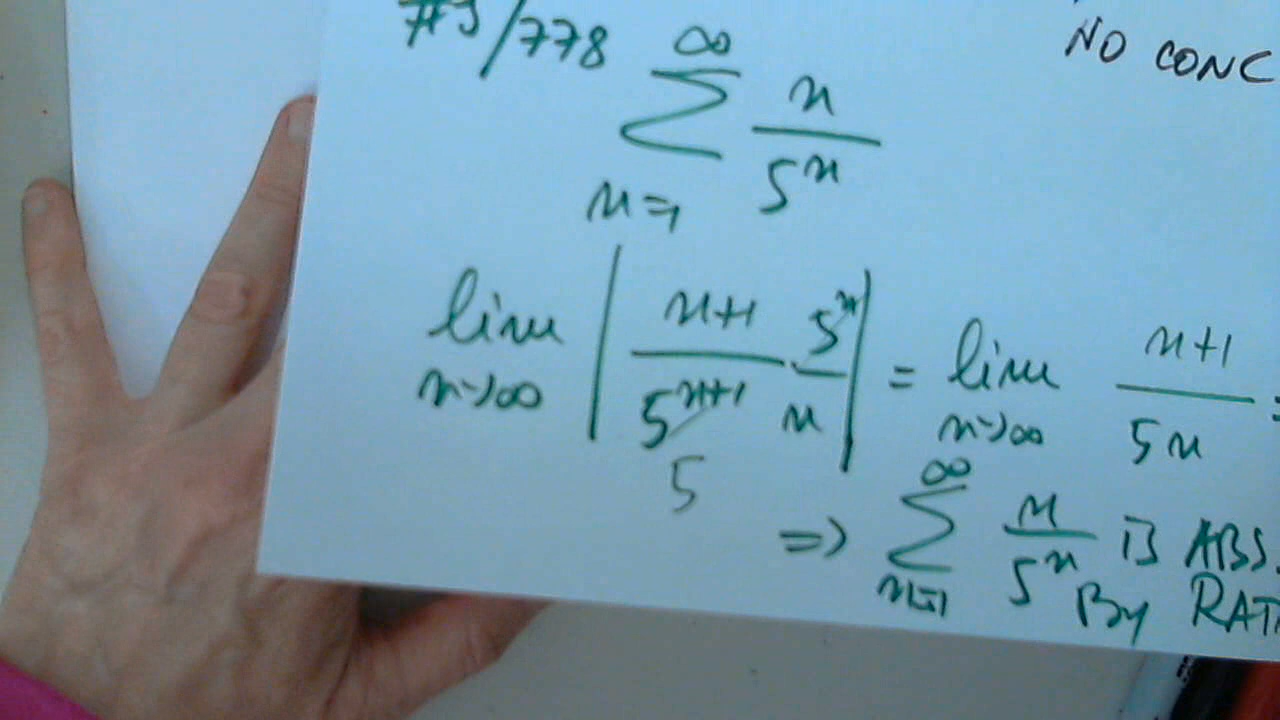 #3/778 ∞ ∑ n=1 n/5^n
NO CONC
lim n→∞ | n+1/5^{n+1} · 5^n/n | = lim n→∞ n+1/5n =
5
⇒ ∞ ∑ n=1 n/5^n IS ABS.
By RAT